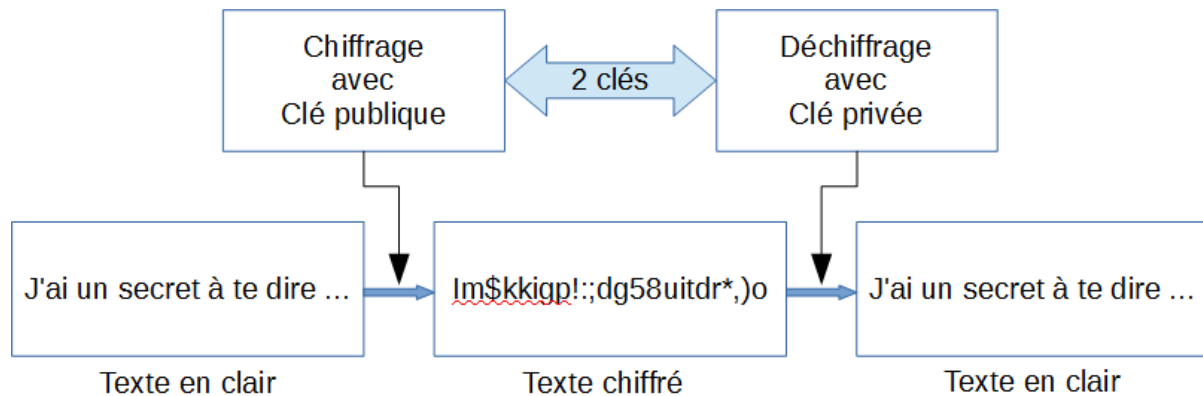 Chiffrage
avec
Clé publique
2 clés
Déchiffrage
avec
Clé privée
J'ai un secret à te dire ...
Im$kkigp!:;dg58uitdr*,)o
J'ai un secret à te dire ...
Texte en clair
Texte chiffré
Texte en clair